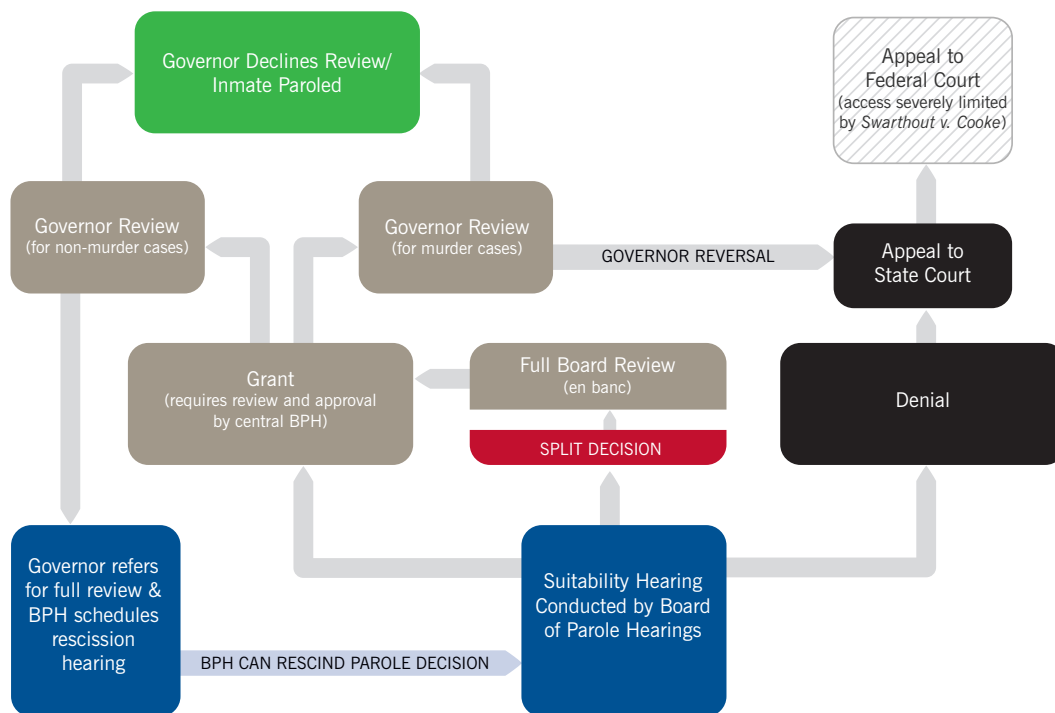 Governor Declines Review/
Inmate Paroled
Appeal to
Federal Court
(access severely limited
by Swarthout v. Cooke)
Governor Review
(for non-murder cases)
Governor Review
(for murder cases)
GOVERNOR REVERSAL
Appeal to
State Court
Grant
(requires review and approval
by central BPH)
Full Board Review
(en banc)
SPLIT DECISION
Denial
Governor refers
for full review &
BPH schedules
rescission
hearing
BPH CAN RESCIND PAROLE DECISION
Suitability Hearing
Conducted by Board
of Parole Hearings